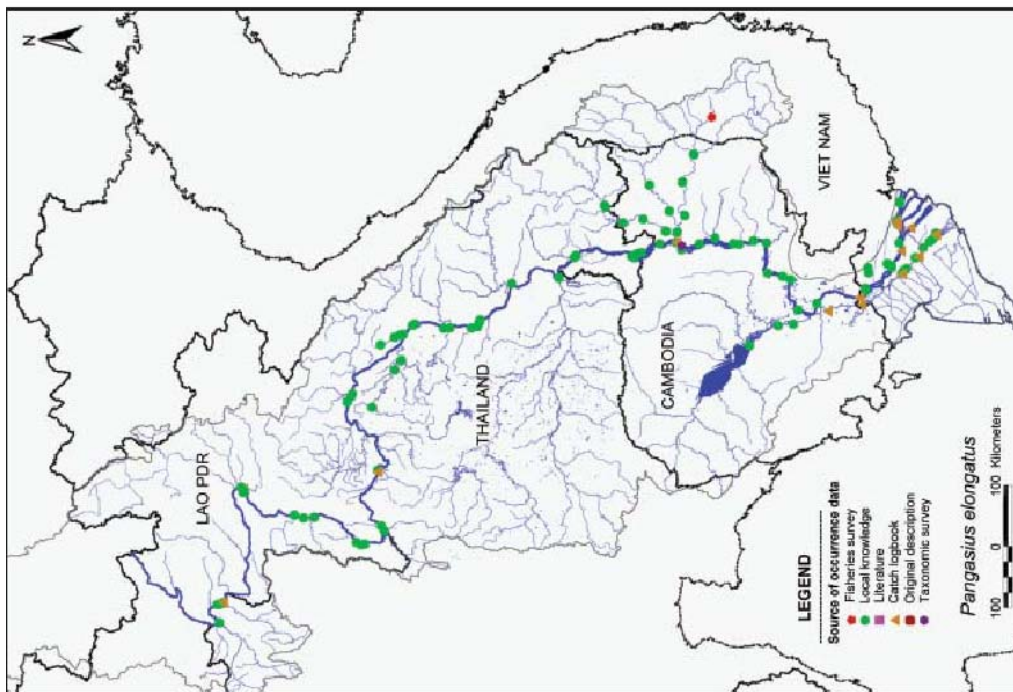 N
LAO PDR
THAILAND
CAMBODIA
VIET NAM
LEGEND
Source of occurrence data
Fisheries survey
Local knowledge
Literature
Catch logbook
Original description
Taxonomic survey
Pangasius elongatus
100 0 100 Kilometers